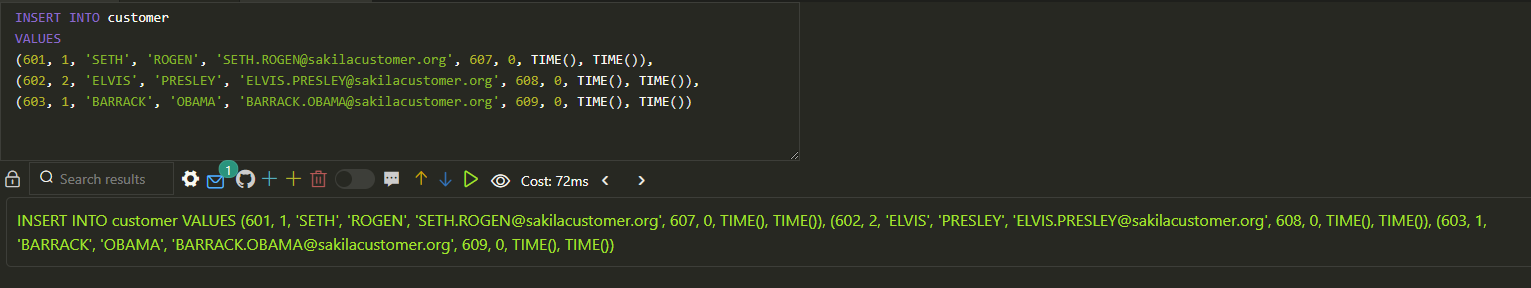 INSERT INTO customer
VALUES
(601, 1, 'SETH', 'ROGEN', 'SETH.ROGEN@sakilacustomer.org', 607, 0, TIME(), TIME()),
(602, 2, 'ELVIS', 'PRESLEY', 'ELVIS.PRESLEY@sakilacustomer.org', 608, 0, TIME(), TIME()),
(603, 1, 'BARRACK', 'OBAMA', 'BARRACK.OBAMA@sakilacustomer.org', 609, 0, TIME(), TIME())
Search results 1 Cost: 72ms
INSERT INTO customer VALUES (601, 1, 'SETH', 'ROGEN', 'SETH.ROGEN@sakilacustomer.org', 607, 0, TIME(), TIME()), (602, 2, 'ELVIS', 'PRESLEY', 'ELVIS.PRESLEY@sakilacustomer.org', 608, 0, TIME(), TIME()), (603, 1,
'BARRACK', 'OBAMA', 'BARRACK.OBAMA@sakilacustomer.org', 609, 0, TIME(), TIME())